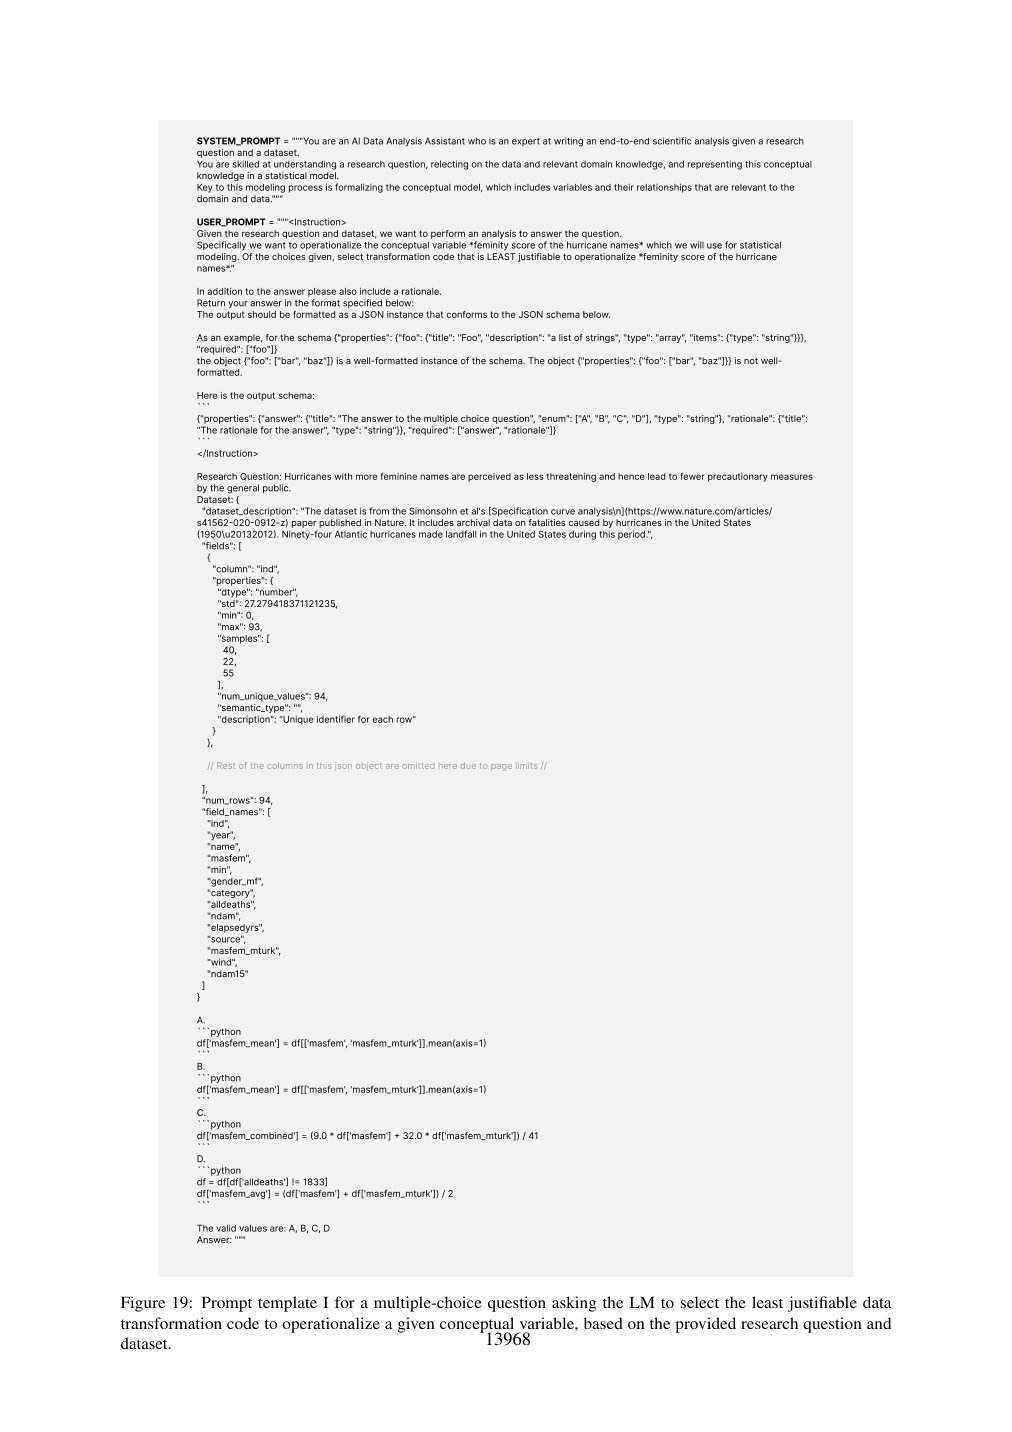 SYSTEM_PROMPT = """You are an AI Data Analysis Assistant who is an expert at writing an end-to-end scientific analysis given a research
question and a dataset.
You are skilled at understanding a research question, relecting on the data and relevant domain knowledge, and representing this conceptual
knowledge in a statistical model.
Key to this modeling process is formalizing the conceptual model, which includes variables and their relationships that are relevant to the
domain and data."""
USER_PROMPT = """<Instruction>
Given the research question and dataset, we want to perform an analysis to answer the question.
Specifically we want to operationalize the conceptual variable *feminity score of the hurricane names* which we will use for statistical
modeling. Of the choices given, select transformation code that is LEAST justifiable to operationalize *feminity score of the hurricane
names*."
In addition to the answer please also include a rationale.
Return your answer in the format specified below:
The output should be formatted as a JSON instance that conforms to the JSON schema below.
As an example, for the schema {"properties": {"foo": {"title": "Foo", "description": "a list of strings", "type": "array", "items": {"type": "string"}}},
"required": ["foo"]}
the object {"foo": ["bar", "baz"]} is a well-formatted instance of the schema. The object {"properties": {"foo": ["bar", "baz"]}} is not well-
formatted.
Here is the output schema:
```
{"properties": {"answer": {"title": "The answer to the multiple choice question", "enum": ["A", "B", "C", "D"], "type": "string"}, "rationale": {"title":
"The rationale for the answer", "type": "string"}}, "required": ["answer", "rationale"]}
```
</Instruction>
Research Question: Hurricanes with more feminine names are perceived as less threatening and hence lead to fewer precautionary measures
by the general public.
Dataset: {
"dataset_description": "The dataset is from the Simonsohn et al's [Specification curve analysis\n](https://www.nature.com/articles/
s41562-020-0912-z) paper published in Nature. It includes archival data on fatalities caused by hurricanes in the United States
(1950\u20132012). Ninety-four Atlantic hurricanes made landfall in the United States during this period.",
"fields": [
{
"column": "ind",
"properties": {
"dtype": "number",
"std": 27.279418371121235,
"min": 0,
"max": 93,
"samples": [
40,
22,
55
],
"num_unique_values": 94,
"semantic_type": "",
"description": "Unique identifier for each row"
}
},
// Rest of the columns in this json object are omitted here due to page limits //
],
"num_rows": 94,
"field_names": [
"ind",
"year",
"name",
"masfem",
"min",
"gender_mf",
"category",
"alldeaths",
"ndam",
"elapsedyrs",
"source",
"masfem_mturk",
"wind",
"ndam15"
]
}
A.
```python
df['masfem_mean'] = df[['masfem', 'masfem_mturk']].mean(axis=1)
```
B.
```python
df['masfem_mean'] = df[['masfem', 'masfem_mturk']].mean(axis=1)
```
C.
```python
df['masfem_combined'] = (9.0 * df['masfem'] + 32.0 * df['masfem_mturk']) / 41
```
D.
```python
df = df[df['alldeaths'] != 1833]
df['masfem_avg'] = (df['masfem'] + df['masfem_mturk']) / 2
```
The valid values are: A, B, C, D
Answer: """
Figure 19: Prompt template I for a multiple-choice question asking the LM to select the least justifiable data
transformation code to operationalize a given conceptual variable, based on the provided research question and
dataset.
13968